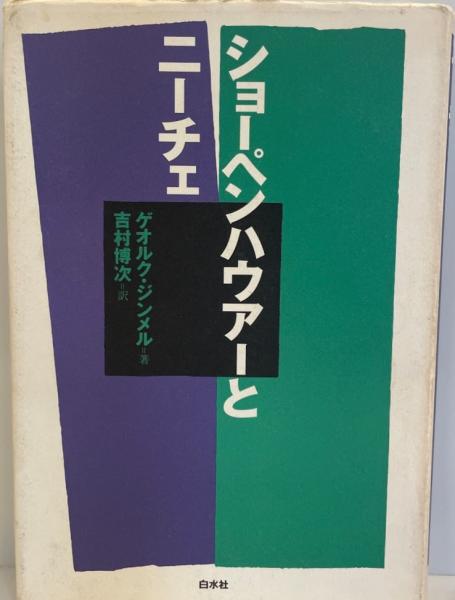 ショーペンハウアーと
ニーチェ
ゲオルク・ジンメル=著
吉村博次=訳
白水社